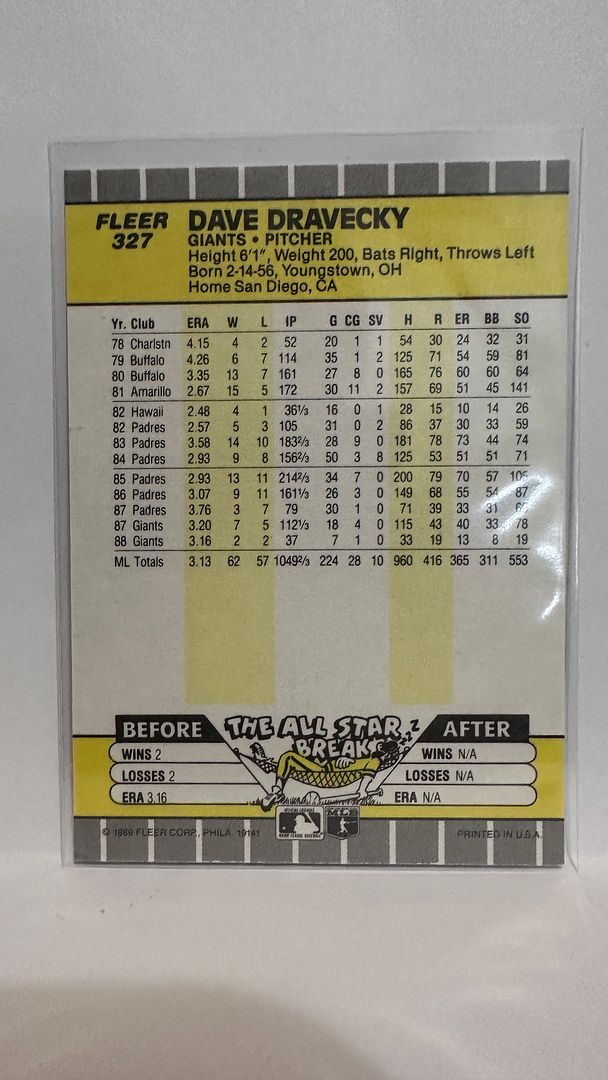 FLEER
327
DAVE DRAVECKY
GIANTS • PITCHER
Height 6'1", Weight 200, Bats Right, Throws Left
Born 2-14-56, Youngstown, OH
Home San Diego, CA
Yr. Club ERA W L IP G CG SV H R ER BB SO
78 Charlstn 4.15 4 2 52 20 1 1 54 30 24 32 31
79 Buffalo 4.26 6 7 114 35 1 2 125 71 54 59 81
80 Buffalo 3.35 13 7 161 27 8 0 165 76 60 60 64
81 Amarillo 2.67 15 5 172 30 11 2 157 69 51 45 141
82 Hawaii 2.48 4 1 36⅓ 16 0 1 28 15 10 14 26
82 Padres 2.57 5 3 105 31 0 2 86 37 30 33 59
83 Padres 3.58 14 10 183⅔ 28 9 0 181 78 73 44 74
84 Padres 2.93 9 8 156⅔ 50 3 8 125 53 51 51 71
85 Padres 2.93 13 11 214⅔ 34 7 0 200 79 70 57 105
86 Padres 3.07 9 11 161⅓ 26 3 0 149 68 55 54 87
87 Padres 3.76 3 7 79 30 1 0 71 39 33 31
87 Giants 3.20 7 5 112⅓ 18 4 0 115 43 40 33 78
88 Giants 3.16 2 2 37 7 1 0 33 19 13 8 19
ML Totals 3.13 62 57 1049⅔ 224 28 10 960 416 365 311 553
BEFORE THE ALL STAR BREAK AFTER
WINS 2 WINS N/A
LOSSES 2 LOSSES N/A
ERA 3.16 ERA N/A
© 1989 FLEER CORP., PHILA. 19141 PRINTED IN U.S.A.